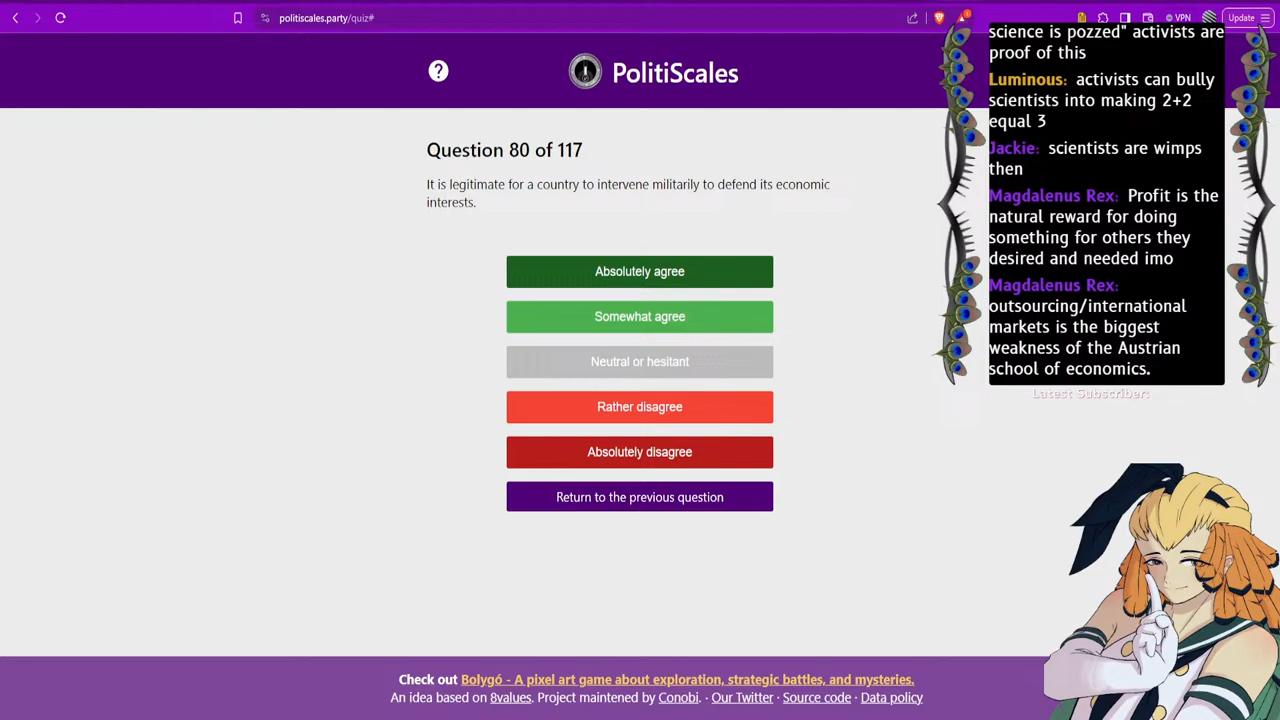 politiscales.party/quiz#
VPN
Update
PolitiScales
Question 80 of 117
It is legitimate for a country to intervene militarily to defend its economic
interests.
Absolutely agree
Somewhat agree
Neutral or hesitant
Rather disagree
Absolutely disagree
Return to the previous question
science is pozzed" activists are
proof of this
Luminous: activists can bully
scientists into making 2+2
equal 3
Jackie: scientists are wimps
then
Magdalenus Rex: Profit is the
natural reward for doing
something for others they
desired and needed imo
Magdalenus Rex:
outsourcing/international
markets is the biggest
weakness of the Austrian
school of economics.
Latest Subscriber:
Check out Bolygó - A pixel art game about exploration, strategic battles, and mysteries.
An idea based on 8values. Project maintened by Conobi. · Our Twitter · Source code · Data policy